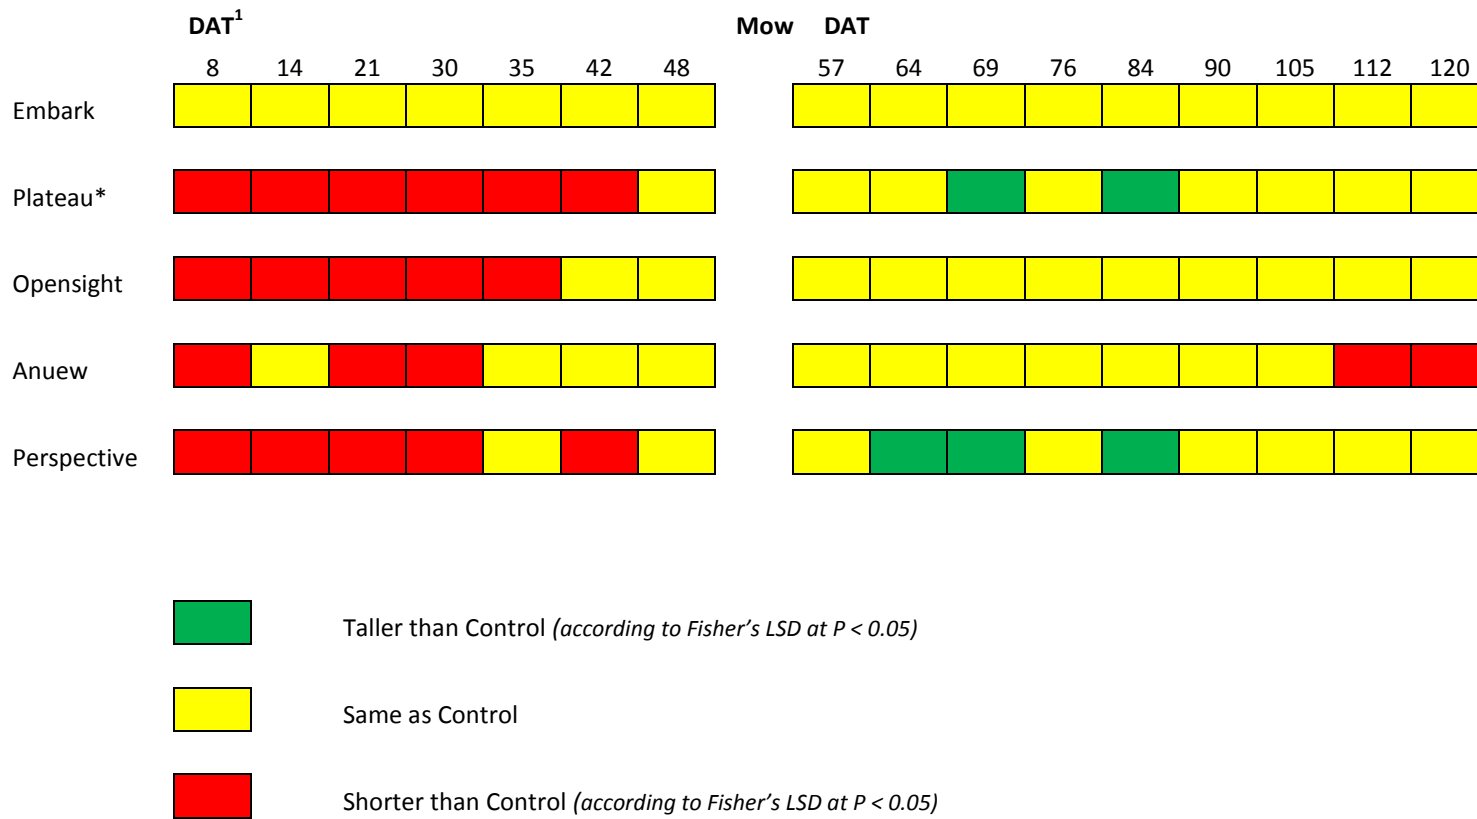 DAT¹ Mow DAT
8 14 21 30 35 42 48 57 64 69 76 84 90 105 112 120
Embark
Plateau*
Opensight
Anuew
Perspective
Taller than Control (according to Fisher’s LSD at P < 0.05)
Same as Control
Shorter than Control (according to Fisher’s LSD at P < 0.05)